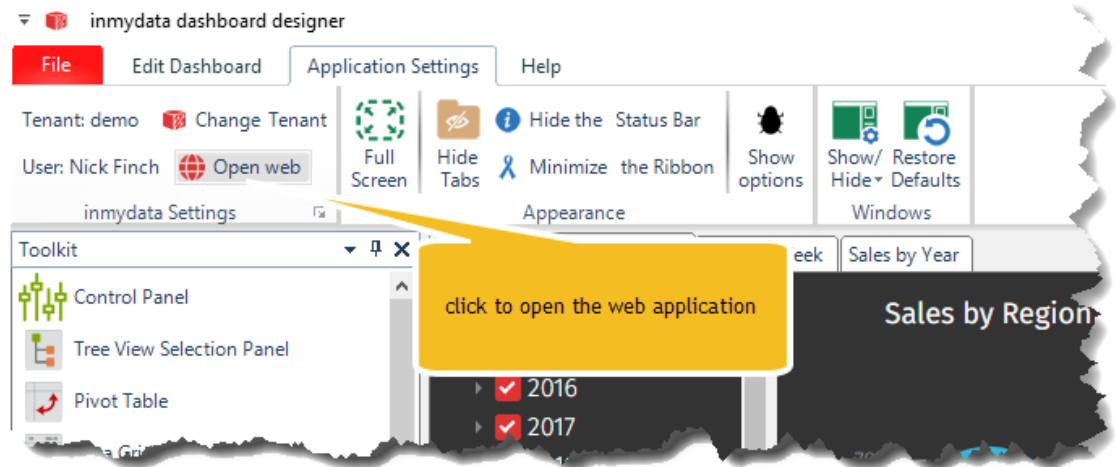 inmydata dashboard designer
File Edit Dashboard Application Settings Help
Tenant: demo Change Tenant
User: Nick Finch Open web
inmydata Settings
Full
Screen
Hide
Tabs
Hide the Status Bar
Minimize the Ribbon
Show
options
Appearance
Show/
Hide
Restore
Defaults
Windows
Toolkit
Control Panel
Tree View Selection Panel
Pivot Table
eek
Sales by Year
click to open the web application
Sales by Region
2016
2017